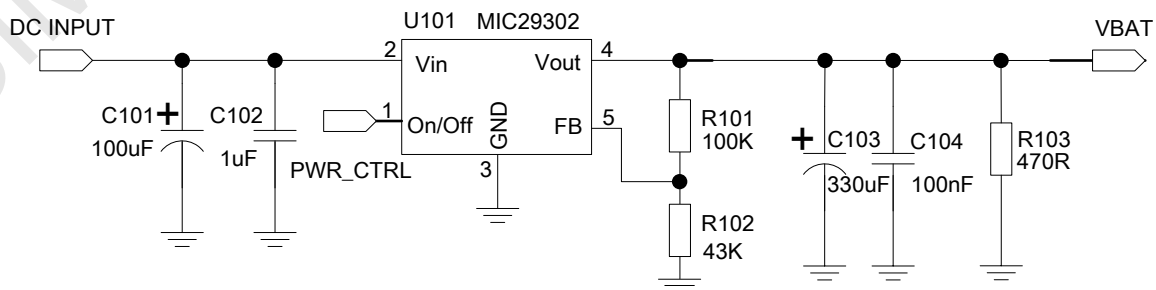 U101 MIC29302
DC INPUT
VBAT
2
4
Vin
Vout
C101
+
C102
1
On/Off
GND
FB
5
R101
100K
100uF
1uF
PWR_CTRL
3
+
C103
C104
R103
470R
330uF
100nF
R102
43K